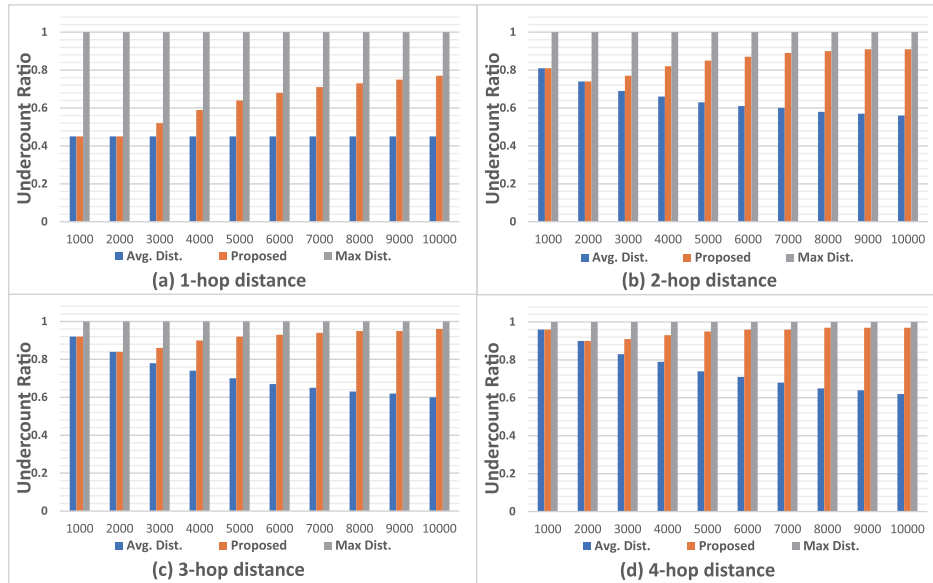 Undercount Ratio
1
0.8
0.6
0.4
0.2
0
1000 2000 3000 4000 5000 6000 7000 8000 9000 10000
Avg. Dist. Proposed Max Dist.
(a) 1-hop distance
Undercount Ratio
1
0.8
0.6
0.4
0.2
0
1000 2000 3000 4000 5000 6000 7000 8000 9000 10000
Avg. Dist. Proposed Max Dist.
(b) 2-hop distance
Undercount Ratio
1
0.8
0.6
0.4
0.2
0
1000 2000 3000 4000 5000 6000 7000 8000 9000 10000
Avg. Dist. Proposed Max Dist.
(c) 3-hop distance
Undercount Ratio
1
0.8
0.6
0.4
0.2
0
1000 2000 3000 4000 5000 6000 7000 8000 9000 10000
Avg. Dist. Proposed Max Dist.
(d) 4-hop distance